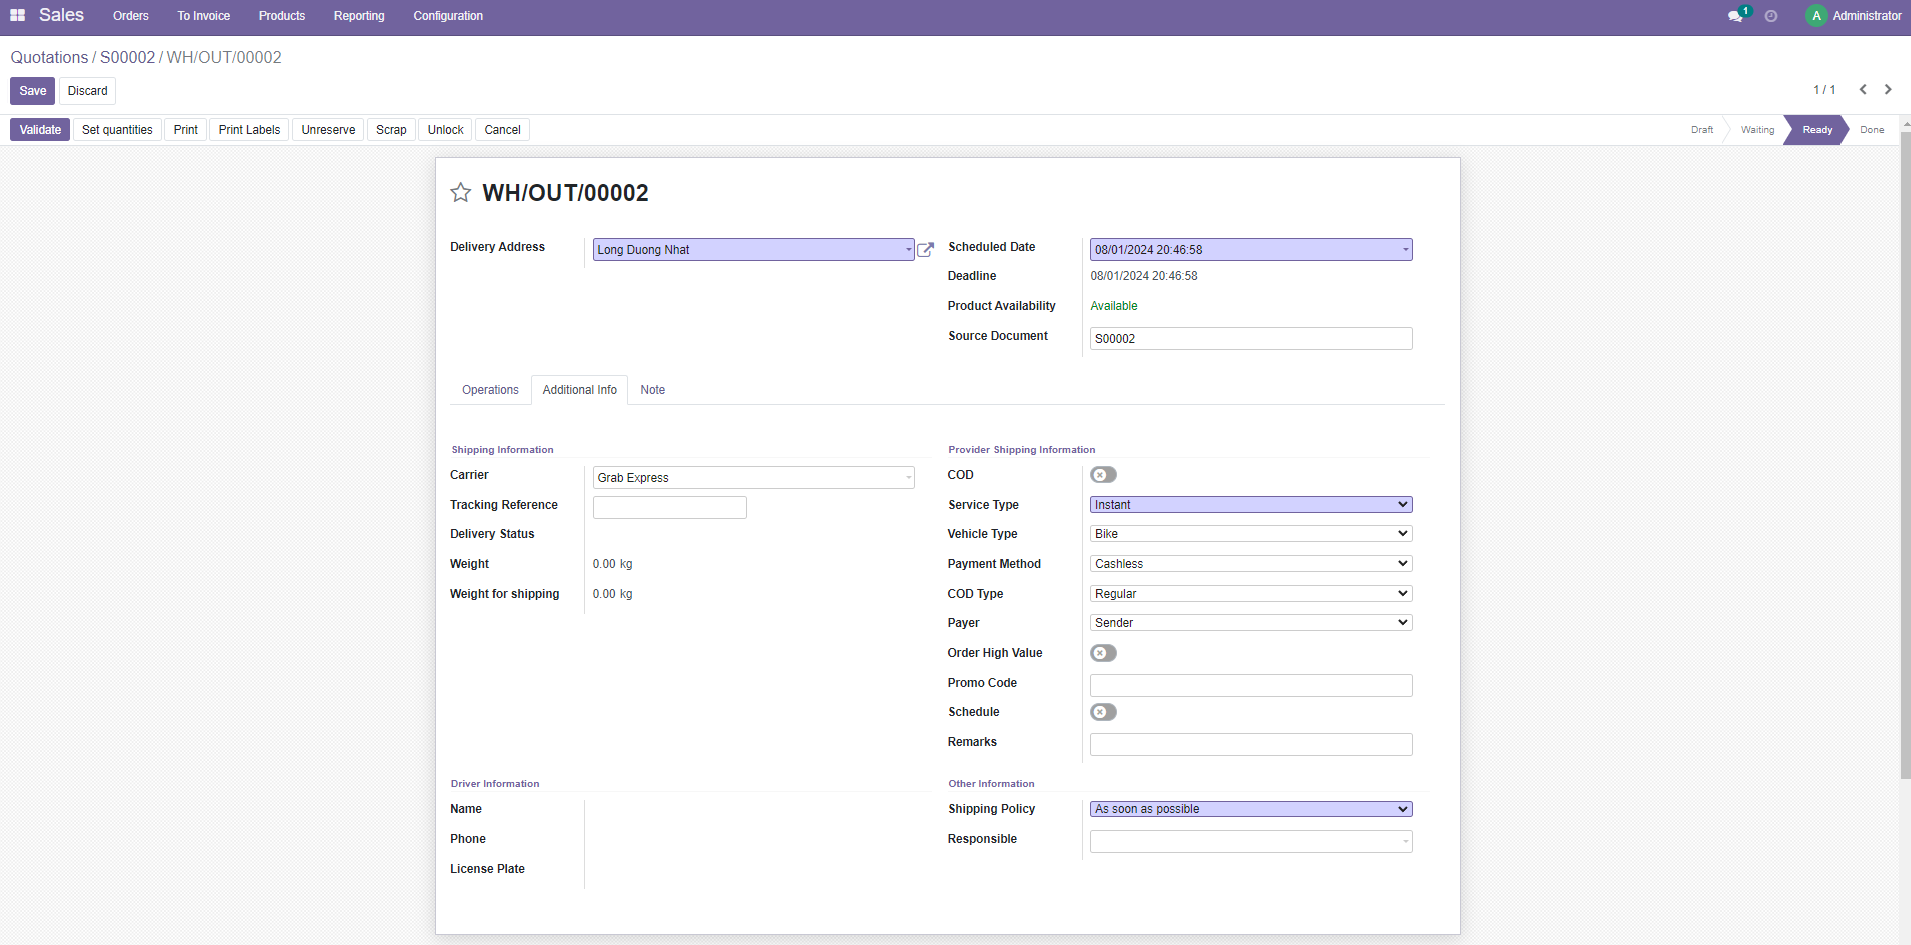 Sales Orders To Invoice Products Reporting Configuration 1 A Administrator
Quotations / S00002 / WH/OUT/00002
Save Discard 1 / 1
Validate Set quantities Print Print Labels Unreserve Scrap Unlock Cancel Draft Waiting Ready Done
WH/OUT/00002
Delivery Address Long Duong Nhat
Scheduled Date 08/01/2024 20:46:58
Deadline 08/01/2024 20:46:58
Product Availability Available
Source Document S00002
Operations Additional Info Note
Shipping Information
Carrier Grab Express
Tracking Reference
Delivery Status
Weight 0.00 kg
Weight for shipping 0.00 kg
Provider Shipping Information
COD
Service Type Instant
Vehicle Type Bike
Payment Method Cashless
COD Type Regular
Payer Sender
Order High Value
Promo Code
Schedule
Remarks
Driver Information
Name
Phone
License Plate
Other Information
Shipping Policy As soon as possible
Responsible